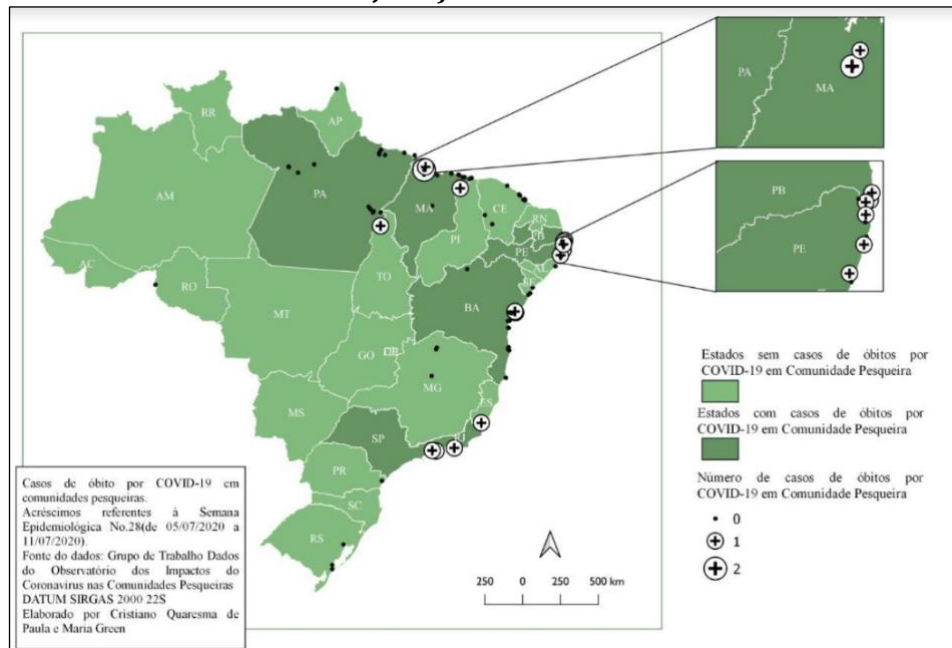 RR
AP
AM
PA
MA
CE
RN
PB
PI
PE
AC
AL
SE
TO
RO
BA
MT
GO
DF
MG
ES
MS
SP
RJ
PR
SC
RS
PA
MA
PB
PE
Estados sem casos de óbitos por
COVID-19 em Comunidade Pesqueira
Estados com casos de óbitos por
COVID-19 em Comunidade Pesqueira
Número de casos de óbitos por
COVID-19 em Comunidade Pesqueira
0
1
2
250 0 250 500 km
Casos de óbito por COVID-19 em
comunidades pesqueiras.
Acréscimos referentes à Semana
Epidemiológica No.28(de 05/07/2020 a
11/07/2020).
Fonte do dados: Grupo de Trabalho Dados
do Observatório dos Impactos do
Coronavirus nas Comunidades Pesqueiras
DATUM SIRGAS 2000 22S
Elaborado por Cristiano Quaresma de
Paula e Maria Green